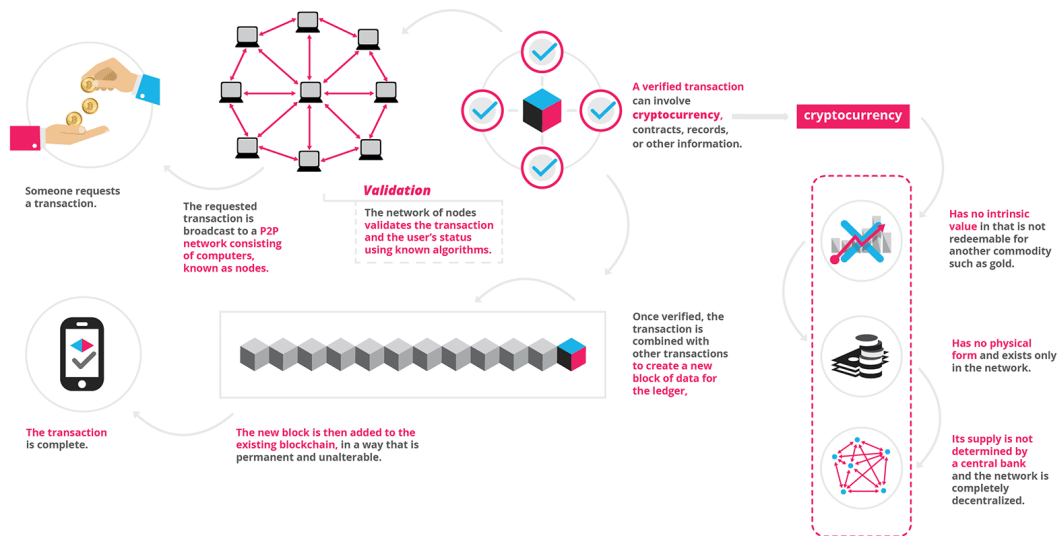 Someone requests
a transaction.
The requested
transaction is
broadcast to a P2P
network consisting
of computers,
known as nodes.
Validation
The network of nodes
validates the transaction
and the user's status
using known algorithms.
A verified transaction
can involve
cryptocurrency,
contracts, records,
or other information.
cryptocurrency
Has no intrinsic
value in that is not
redeemable for
another commodity
such as gold.
Has no physical
form and exists only
in the network.
Its supply is not
determined by
a central bank
and the network is
completely
decentralized.
Once verified, the
transaction is
combined with
other transactions
to create a new
block of data for
the ledger,
The new block is then added to the
existing blockchain, in a way that is
permanent and unalterable.
The transaction
is complete.